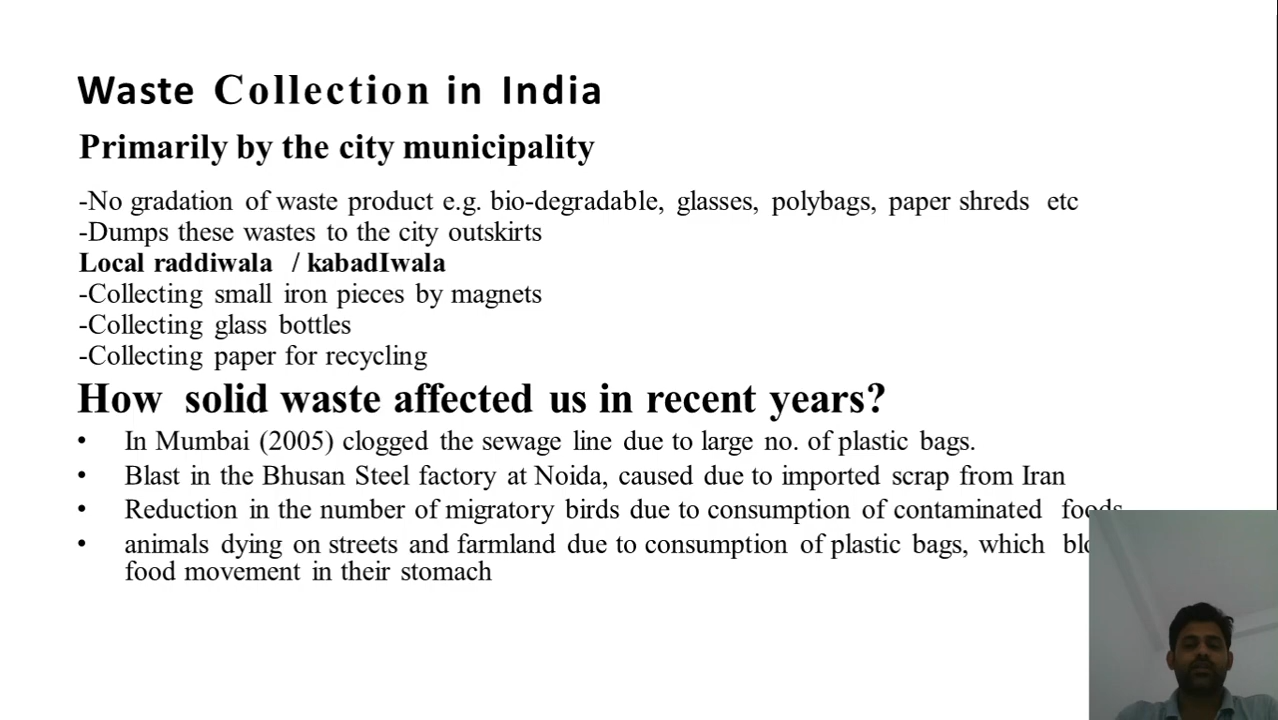 Waste Collection in India
Primarily by the city municipality
-No gradation of waste product e.g. bio-degradable, glasses, polybags, paper shreds etc
-Dumps these wastes to the city outskirts
Local raddiwala / kabadIwala
-Collecting small iron pieces by magnets
-Collecting glass bottles
-Collecting paper for recycling
How solid waste affected us in recent years?
• In Mumbai (2005) clogged the sewage line due to large no. of plastic bags.
• Blast in the Bhusan Steel factory at Noida, caused due to imported scrap from Iran
• Reduction in the number of migratory birds due to consumption of contaminated foods
• animals dying on streets and farmland due to consumption of plastic bags, which
food movement in their stomach